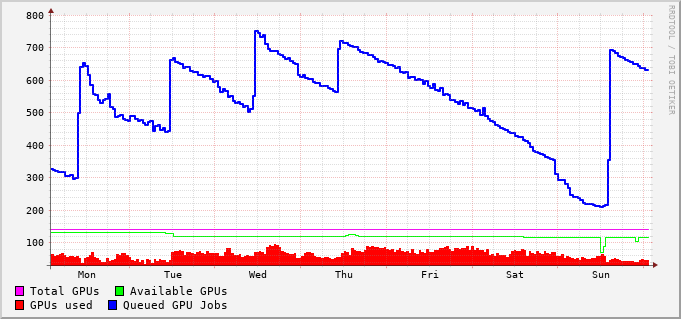 800
700
600
500
400
300
200
100
Mon Tue Wed Thu Fri Sat Sun
Total GPUs Available GPUs
GPUs used Queued GPU Jobs
RRDTOOL / TOBI OETIKER